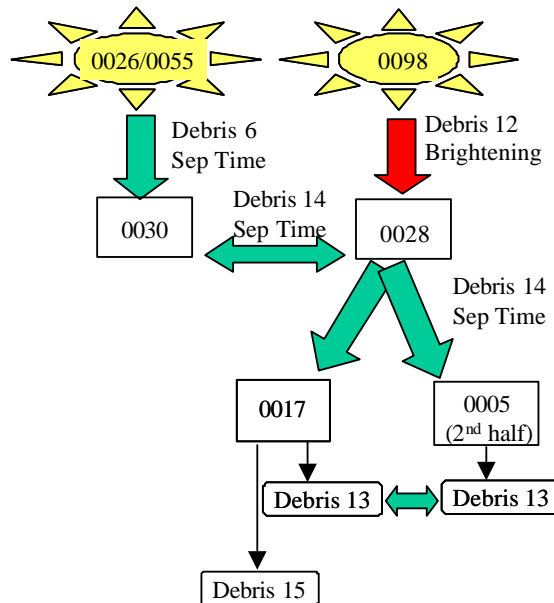 0026/0055
0098
Debris 6
Sep Time
Debris 12
Brightening
0030
Debris 14
Sep Time
0028
Debris 14
Sep Time
0017
0005
(2nd half)
Debris 13
Debris 13
Debris 15